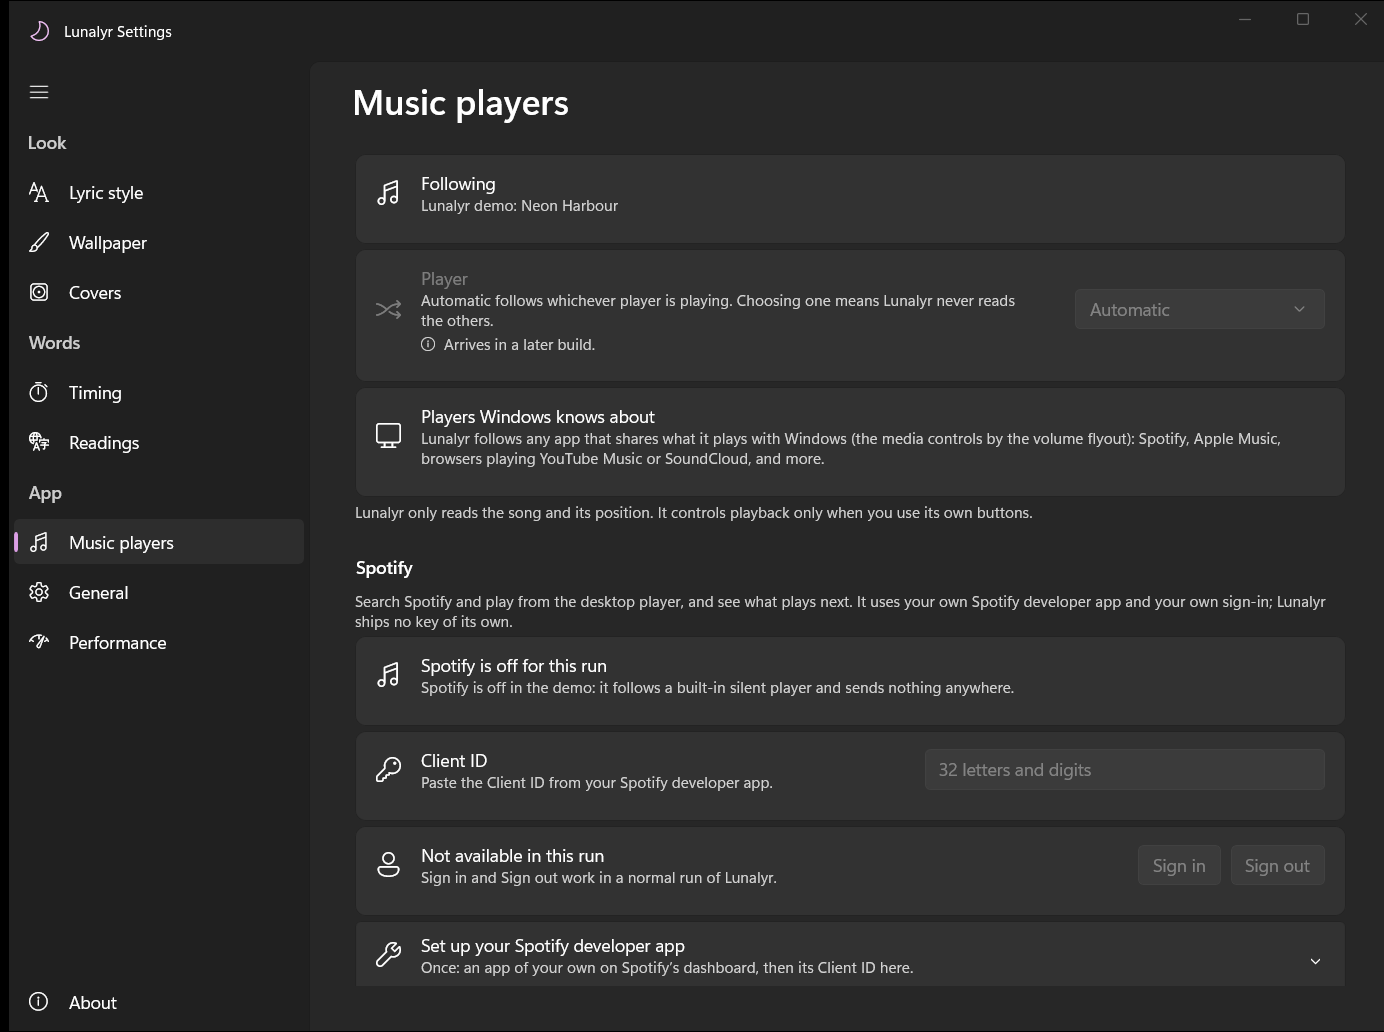 Lunalyr Settings
Look
Lyric style
Wallpaper
Covers
Words
Timing
Readings
App
Music players
General
Performance
About
Music players
Following
Lunalyr demo: Neon Harbour
Player
Automatic follows whichever player is playing. Choosing one means Lunalyr never reads
the others.
Arrives in a later build.
Automatic
Players Windows knows about
Lunalyr follows any app that shares what it plays with Windows (the media controls by the volume flyout): Spotify, Apple Music,
browsers playing YouTube Music or SoundCloud, and more.
Lunalyr only reads the song and its position. It controls playback only when you use its own buttons.
Spotify
Search Spotify and play from the desktop player, and see what plays next. It uses your own Spotify developer app and your own sign-in; Lunalyr
ships no key of its own.
Spotify is off for this run
Spotify is off in the demo: it follows a built-in silent player and sends nothing anywhere.
Client ID
Paste the Client ID from your Spotify developer app.
32 letters and digits
Not available in this run
Sign in and Sign out work in a normal run of Lunalyr.
Sign in
Sign out
Set up your Spotify developer app
Once: an app of your own on Spotify’s dashboard, then its Client ID here.